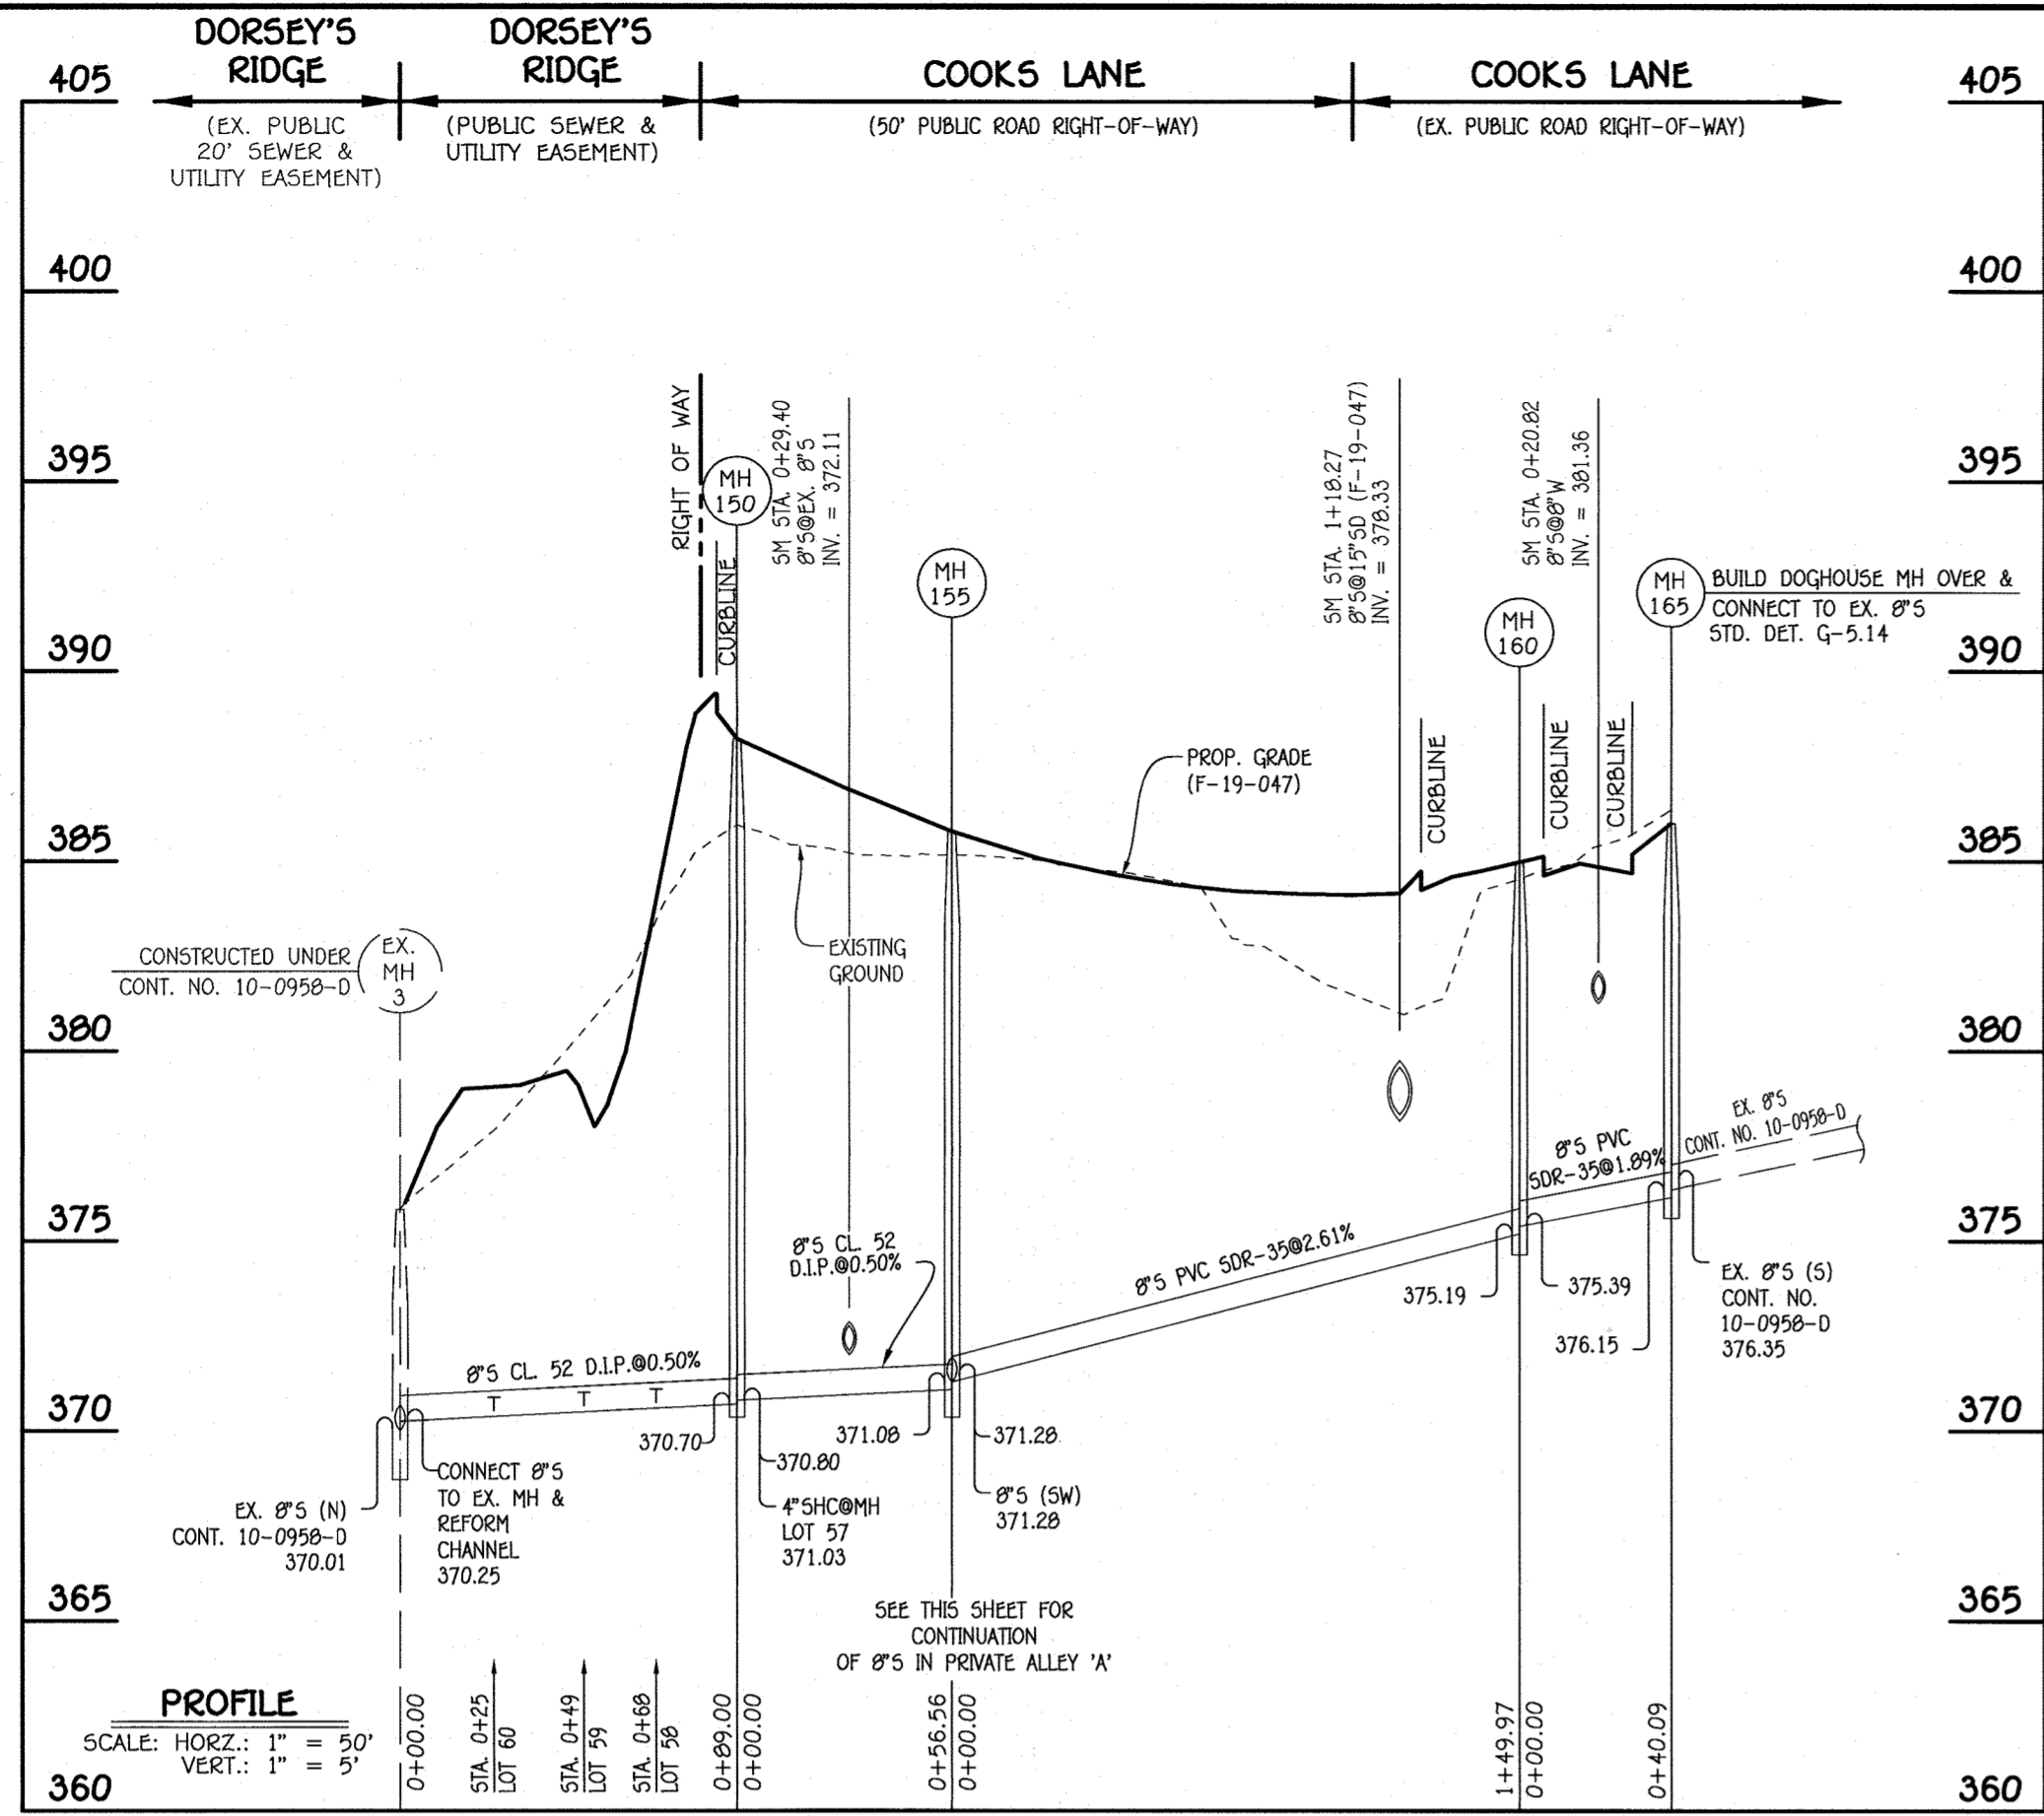 DORSEY'S
RIDGE
DORSEY'S
RIDGE
COOKS LANE
COOKS LANE
(EX. PUBLIC
20' SEWER &
UTILITY EASEMENT)
(PUBLIC SEWER &
UTILITY EASEMENT)
(50' PUBLIC ROAD RIGHT-OF-WAY)
(EX. PUBLIC ROAD RIGHT-OF-WAY)
405
400
395
390
385
380
375
370
365
360
405
400
395
390
385
380
375
370
365
360
RIGHT OF WAY
CURBLINE
MH
150
SM STA. 0+29.40
8"S@EX. 8"S
INV. = 372.11
MH
155
SM STA. 1+18.27
8"S@15"SD (F-19-047)
INV. = 378.33
CURBLINE
MH
160
SM STA. 0+20.82
8"S@8"W
INV. = 381.36
CURBLINE
CURBLINE
MH
165
BUILD DOGHOUSE MH OVER &
CONNECT TO EX. 8"S
STD. DET. G-5.14
PROP. GRADE
(F-19-047)
EXISTING
GROUND
CONSTRUCTED UNDER
CONT. NO. 10-0958-D
EX.
MH
3
8"S CL. 52 D.I.P.@0.50%
T
T
T
8"S CL. 52
D.I.P.@0.50%
8"S PVC SDR-35@2.61%
8"S PVC
SDR-35@1.89%
EX. 8"S
CONT. NO. 10-0958-D
EX. 8"S (N)
CONT. 10-0958-D
370.01
CONNECT 8"S
TO EX. MH &
REFORM
CHANNEL
370.25
370.70
370.80
4"SHC@MH
LOT 57
371.03
371.08
371.28
8"S (SW)
371.28
375.19
375.39
376.15
EX. 8"S (S)
CONT. NO.
10-0958-D
376.35
SEE THIS SHEET FOR
CONTINUATION
OF 8"S IN PRIVATE ALLEY 'A'
PROFILE
SCALE: HORZ.: 1" = 50'
VERT.: 1" = 5'
0+00.00
STA. 0+25
LOT 60
STA. 0+49
LOT 59
STA. 0+68
LOT 58
0+89.00
0+00.00
0+56.56
0+00.00
1+49.97
0+00.00
0+40.09